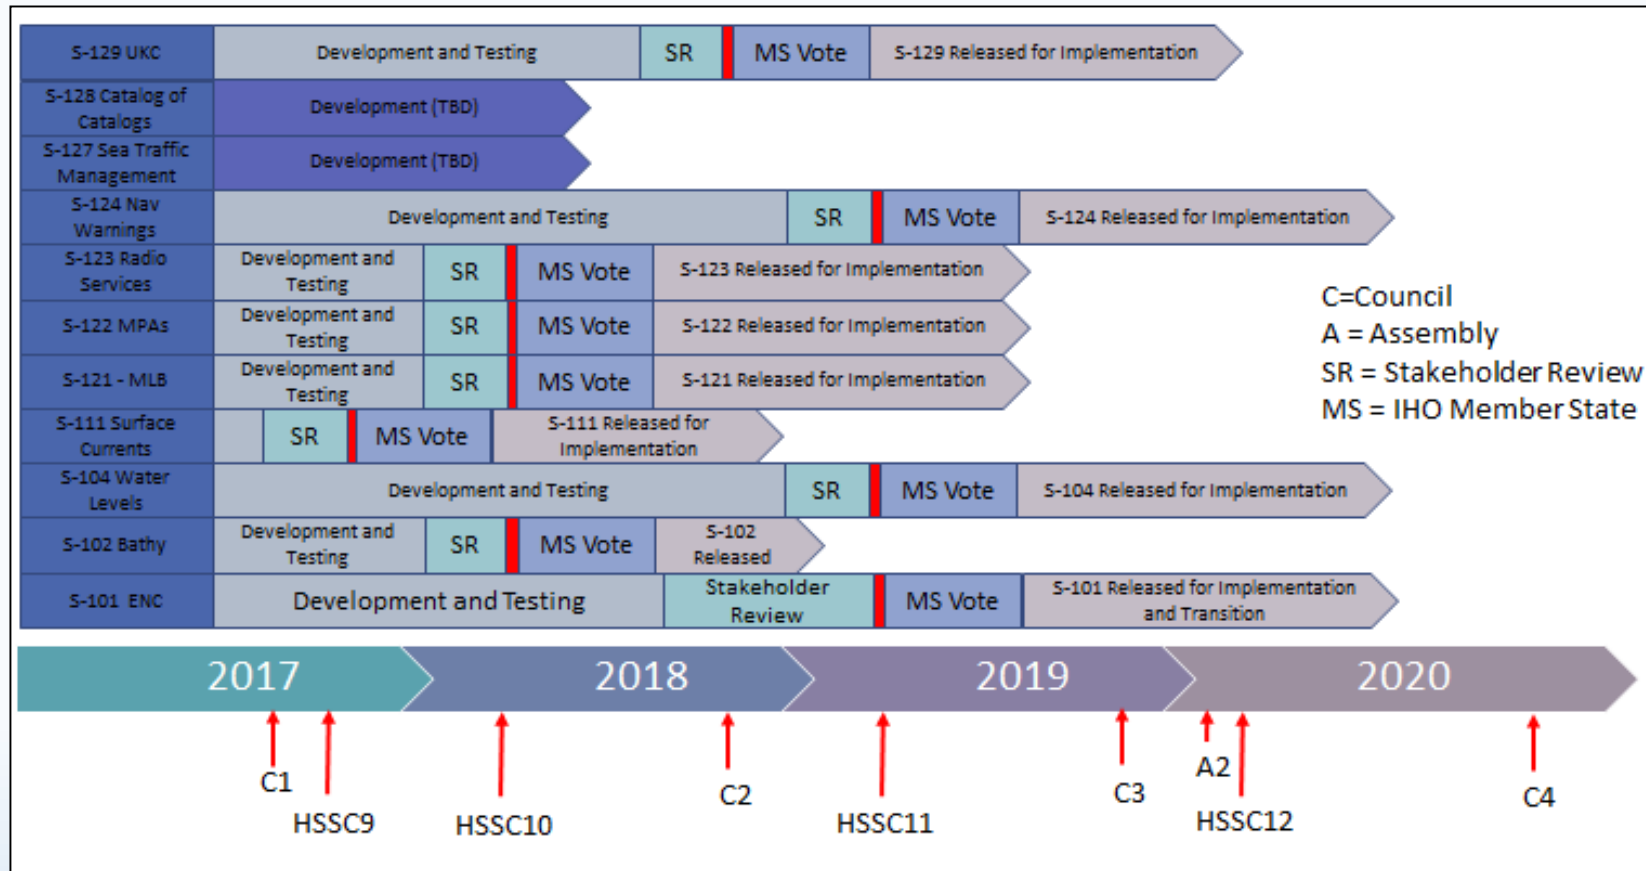 S-129 UKC
Development and Testing
SR
MS Vote
S-129 Released for Implementation
S-128 Catalog of
Catalogs
Development (TBD)
S-127 Sea Traffic
Management
Development (TBD)
S-124 Nav
Warnings
Development and Testing
SR
MS Vote
S-124 Released for Implementation
S-123 Radio
Services
Development and
Testing
SR
MS Vote
S-123 Released for Implementation
S-122 MPAs
Development and
Testing
SR
MS Vote
S-122 Released for Implementation
S-121 - MLB
Development and
Testing
SR
MS Vote
S-121 Released for Implementation
S-111 Surface
Currents
SR
MS Vote
S-111 Released for
Implementation
S-104 Water
Levels
Development and Testing
SR
MS Vote
S-104 Released for Implementation
S-102 Bathy
Development and
Testing
SR
MS Vote
S-102
Released
S-101 ENC
Development and Testing
Stakeholder
Review
MS Vote
S-101 Released for Implementation
and Transition
C=Council
A = Assembly
SR = Stakeholder Review
MS = IHO Member State
2017
2018
2019
2020
C1
HSSC9
HSSC10
C2
HSSC11
C3
A2
HSSC12
C4